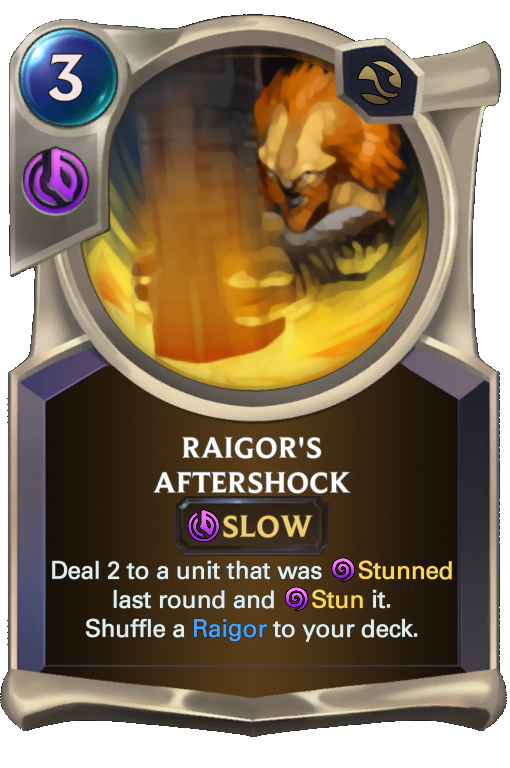 3
RAIGOR'S
AFTERSHOCK
SLOW
Deal 2 to a unit that was Stunned
last round and Stun it.
Shuffle a Raigor to your deck.